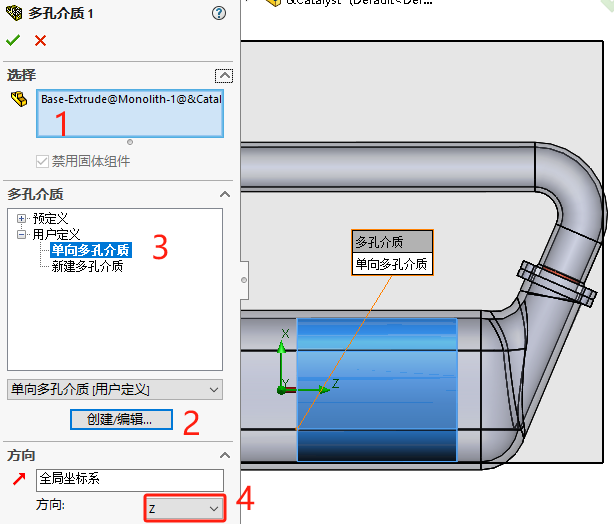 多孔介质 1
&Catalyst (Default<Def...
选择
Base-Extrude@Monolith-1@&Catal
1
禁用固体组件
多孔介质
预定义
用户定义
单向多孔介质
新建多孔介质
3
单向多孔介质 [用户定义]
创建/编辑...
2
方向
全局坐标系
方向:
Z
4
多孔介质
单向多孔介质
X
Y
Z